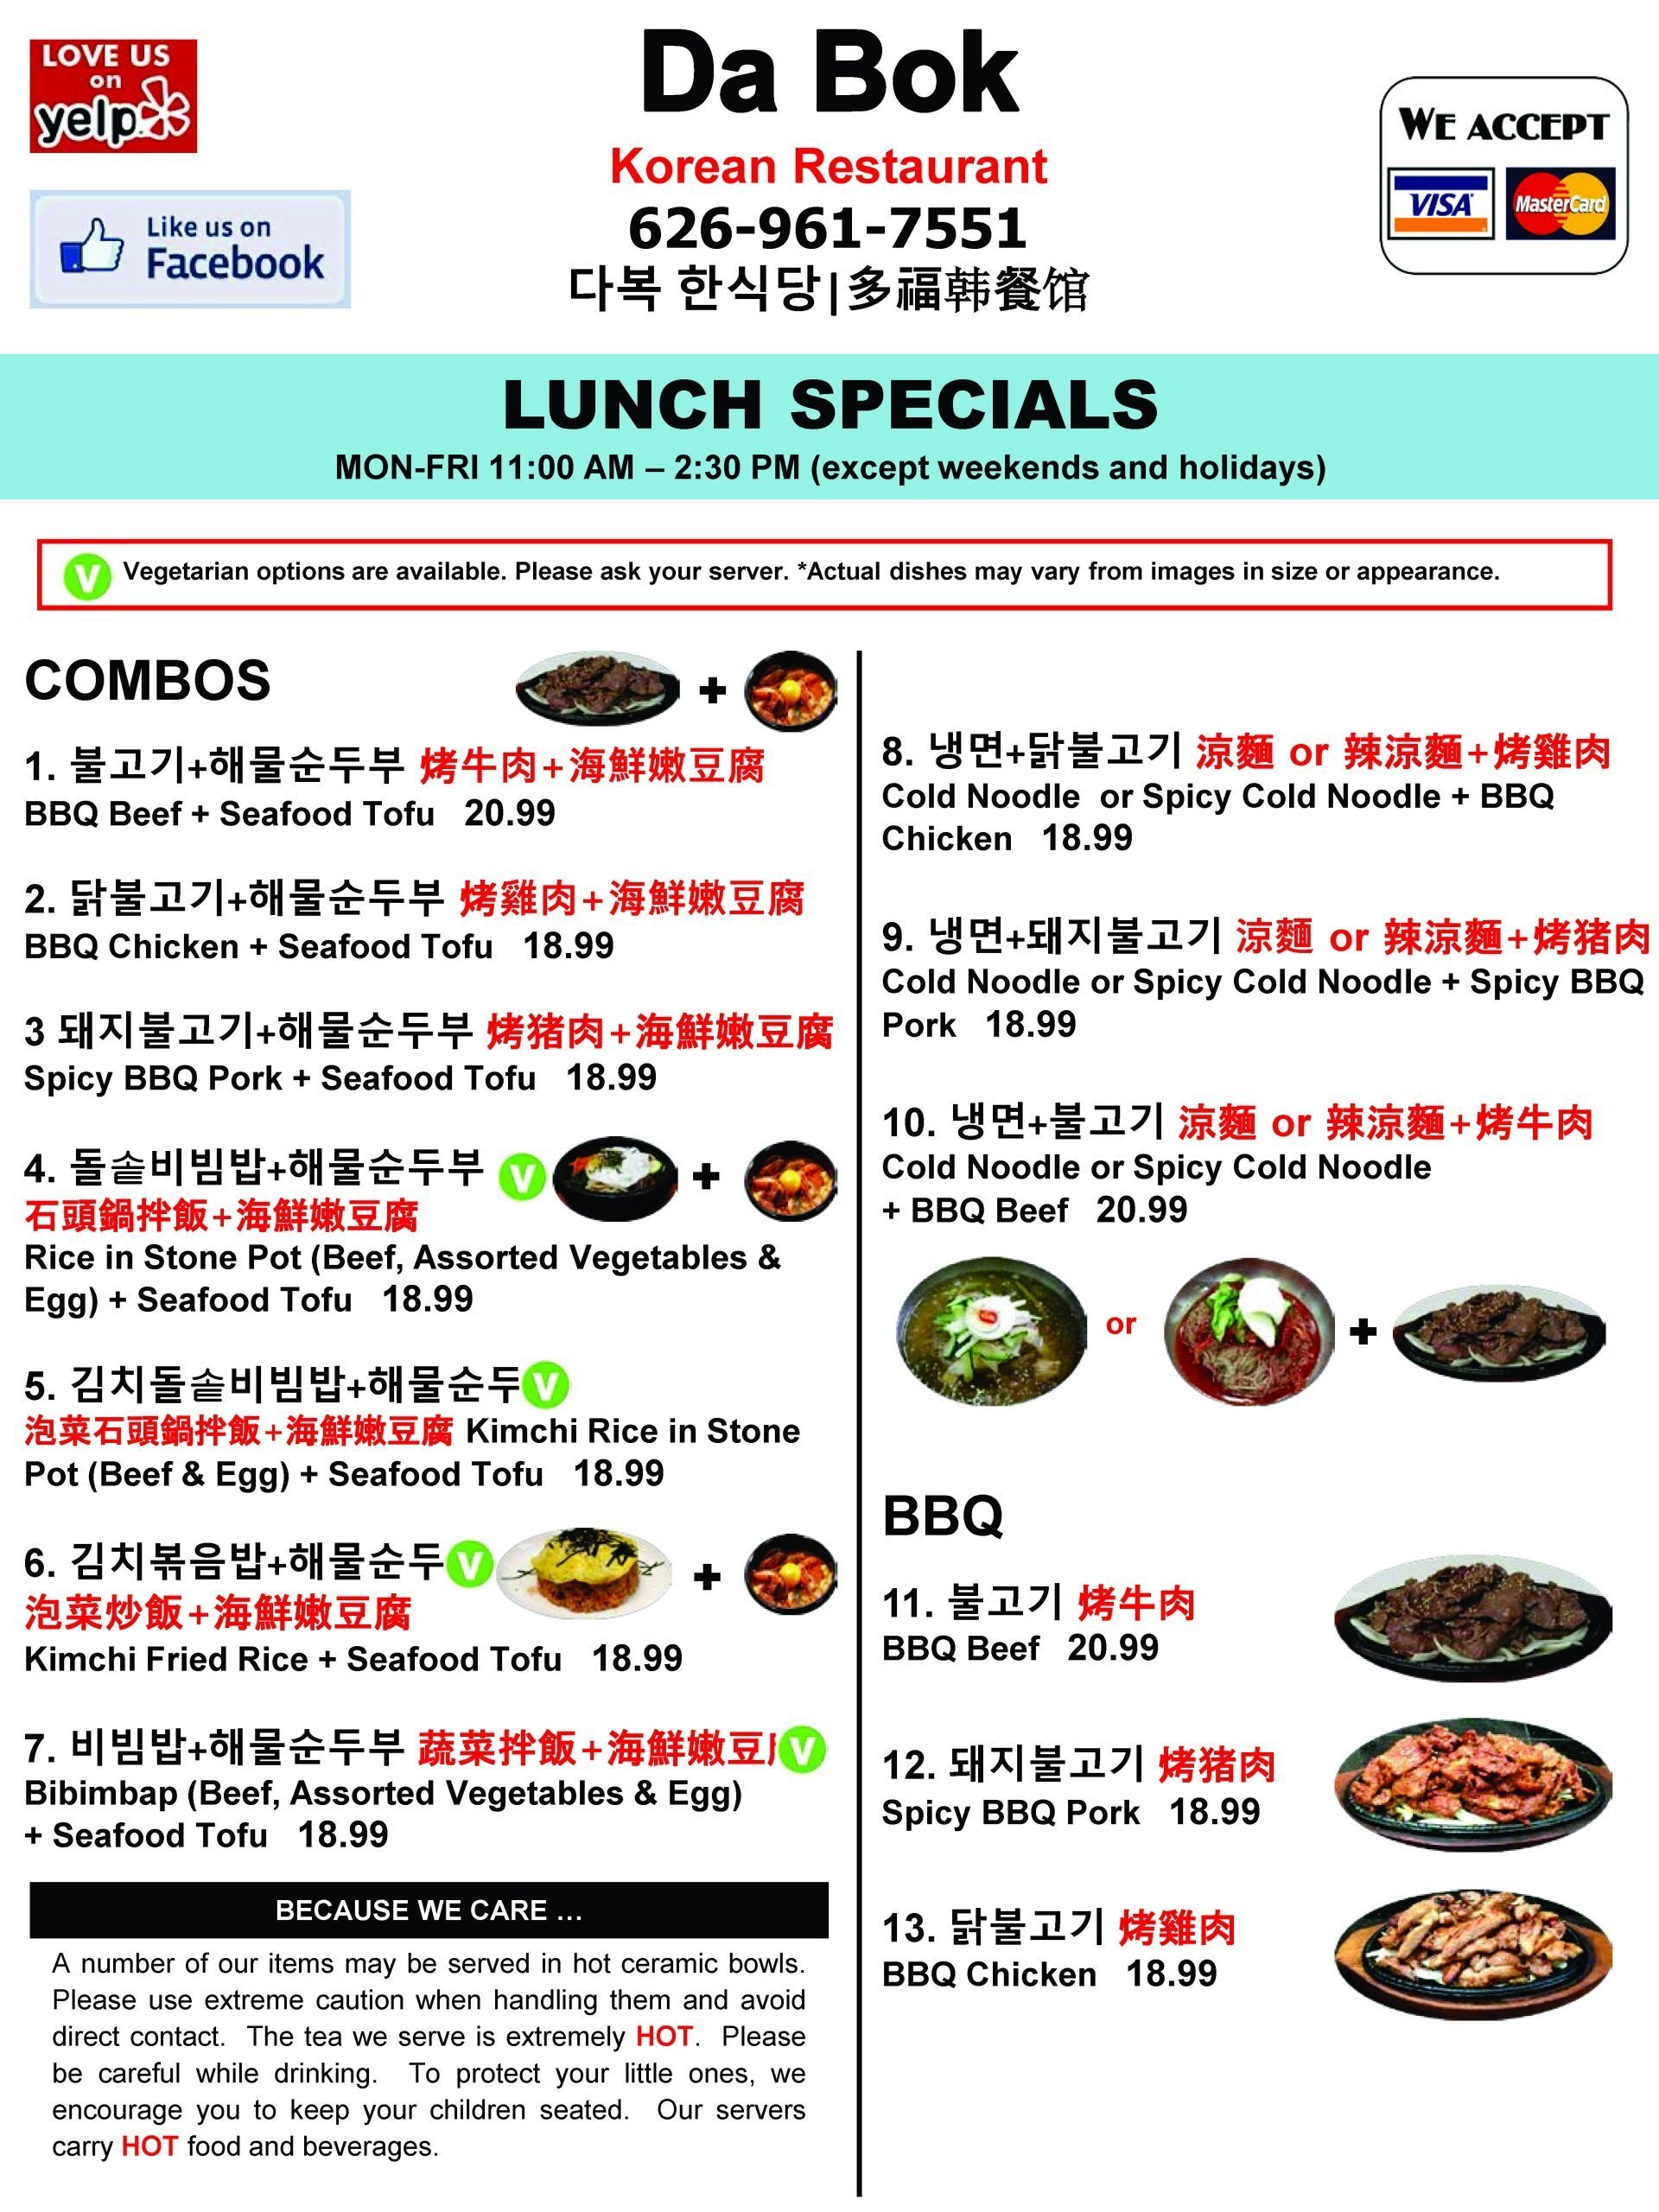 LOVE US
on
yelp
Like us on
Facebook
Da Bok
Korean Restaurant
626-961-7551
다복 한식당|多福韩餐馆
WE ACCEPT
VISA MasterCard
LUNCH SPECIALS
MON-FRI 11:00 AM – 2:30 PM (except weekends and holidays)
V Vegetarian options are available. Please ask your server. *Actual dishes may vary from images in size or appearance.
COMBOS
+
1. 불고기+해물순두부 烤牛肉+海鮮嫩豆腐
BBQ Beef + Seafood Tofu 20.99
2. 닭불고기+해물순두부 烤雞肉+海鮮嫩豆腐
BBQ Chicken + Seafood Tofu 18.99
3 돼지불고기+해물순두부 烤猪肉+海鮮嫩豆腐
Spicy BBQ Pork + Seafood Tofu 18.99
4. 돌솥비빔밥+해물순두부 V +
石頭鍋拌飯+海鮮嫩豆腐
Rice in Stone Pot (Beef, Assorted Vegetables &
Egg) + Seafood Tofu 18.99
5. 김치돌솥비빔밥+해물순두 V
泡菜石頭鍋拌飯+海鮮嫩豆腐 Kimchi Rice in Stone
Pot (Beef & Egg) + Seafood Tofu 18.99
6. 김치볶음밥+해물순두 V +
泡菜炒飯+海鮮嫩豆腐
Kimchi Fried Rice + Seafood Tofu 18.99
7. 비빔밥+해물순두부 蔬菜拌飯+海鮮嫩豆 V
Bibimbap (Beef, Assorted Vegetables & Egg)
+ Seafood Tofu 18.99
BECAUSE WE CARE …
A number of our items may be served in hot ceramic bowls.
Please use extreme caution when handling them and avoid
direct contact. The tea we serve is extremely HOT. Please
be careful while drinking. To protect your little ones, we
encourage you to keep your children seated. Our servers
carry HOT food and beverages.
8. 냉면+닭불고기 涼麵 or 辣涼麵+烤雞肉
Cold Noodle or Spicy Cold Noodle + BBQ
Chicken 18.99
9. 냉면+돼지불고기 涼麵 or 辣涼麵+烤猪肉
Cold Noodle or Spicy Cold Noodle + Spicy BBQ
Pork 18.99
10. 냉면+불고기 涼麵 or 辣涼麵+烤牛肉
Cold Noodle or Spicy Cold Noodle
+ BBQ Beef 20.99
or +
BBQ
11. 불고기 烤牛肉
BBQ Beef 20.99
12. 돼지불고기 烤猪肉
Spicy BBQ Pork 18.99
13. 닭불고기 烤雞肉
BBQ Chicken 18.99